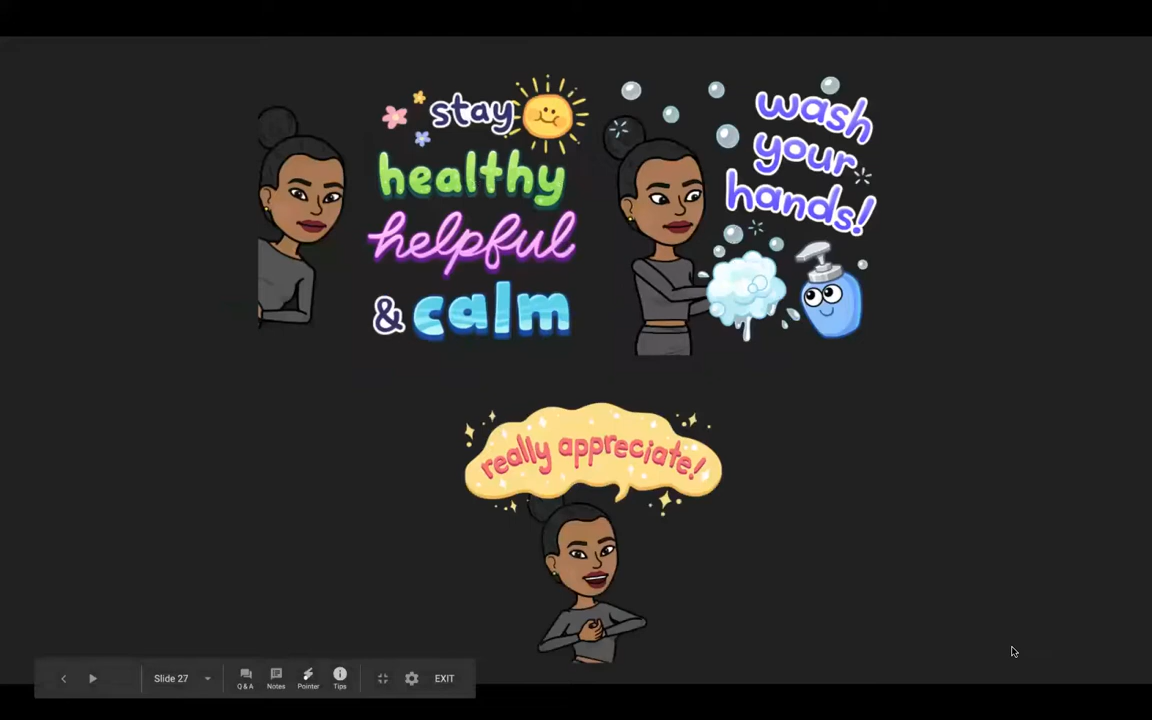 stay
healthy
helpful
& calm
wash
your
hands!
really appreciate!
Slide 27
Q & A
Notes
Pointer
Tips
EXIT